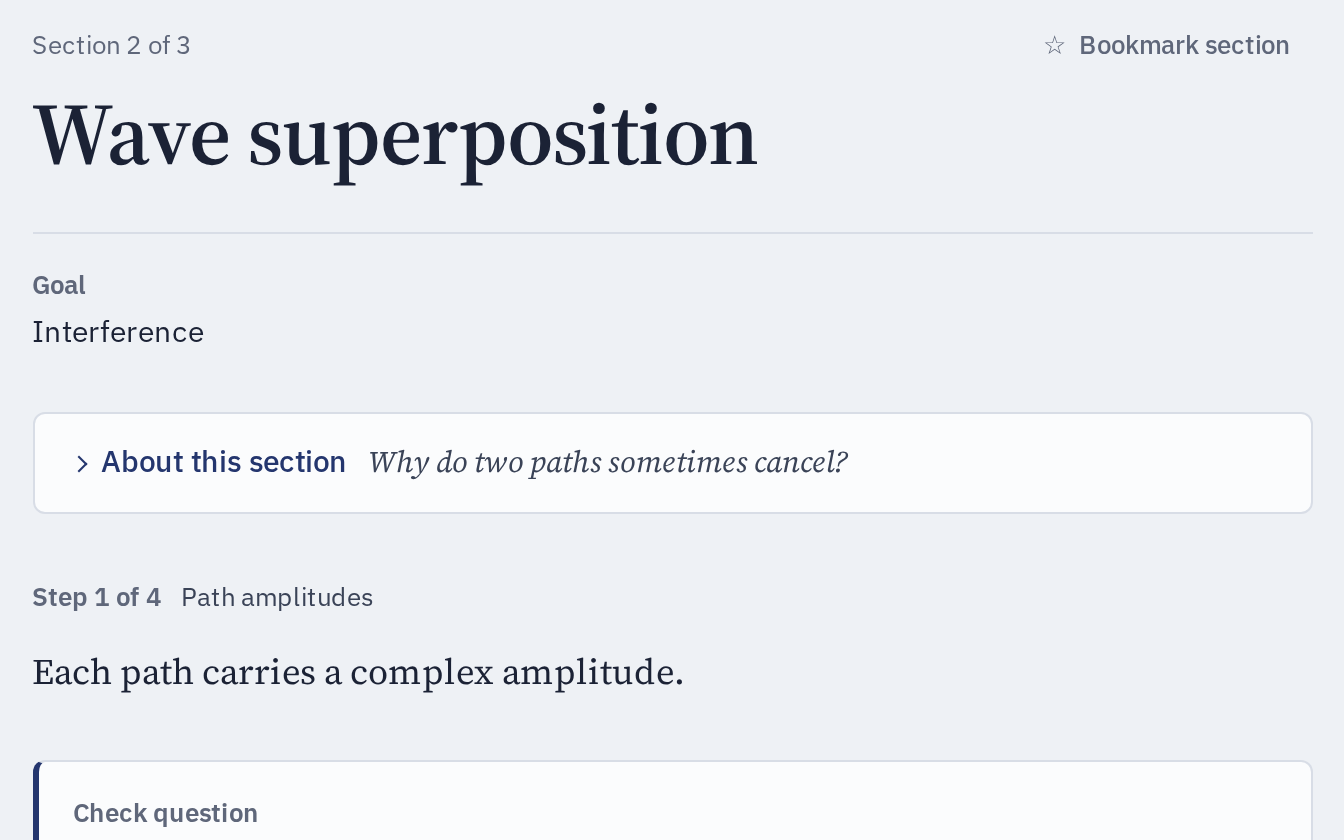 Section 2 of 3
☆ Bookmark section
Wave superposition
Goal
Interference
About this section Why do two paths sometimes cancel?
Step 1 of 4 Path amplitudes
Each path carries a complex amplitude.
Check question